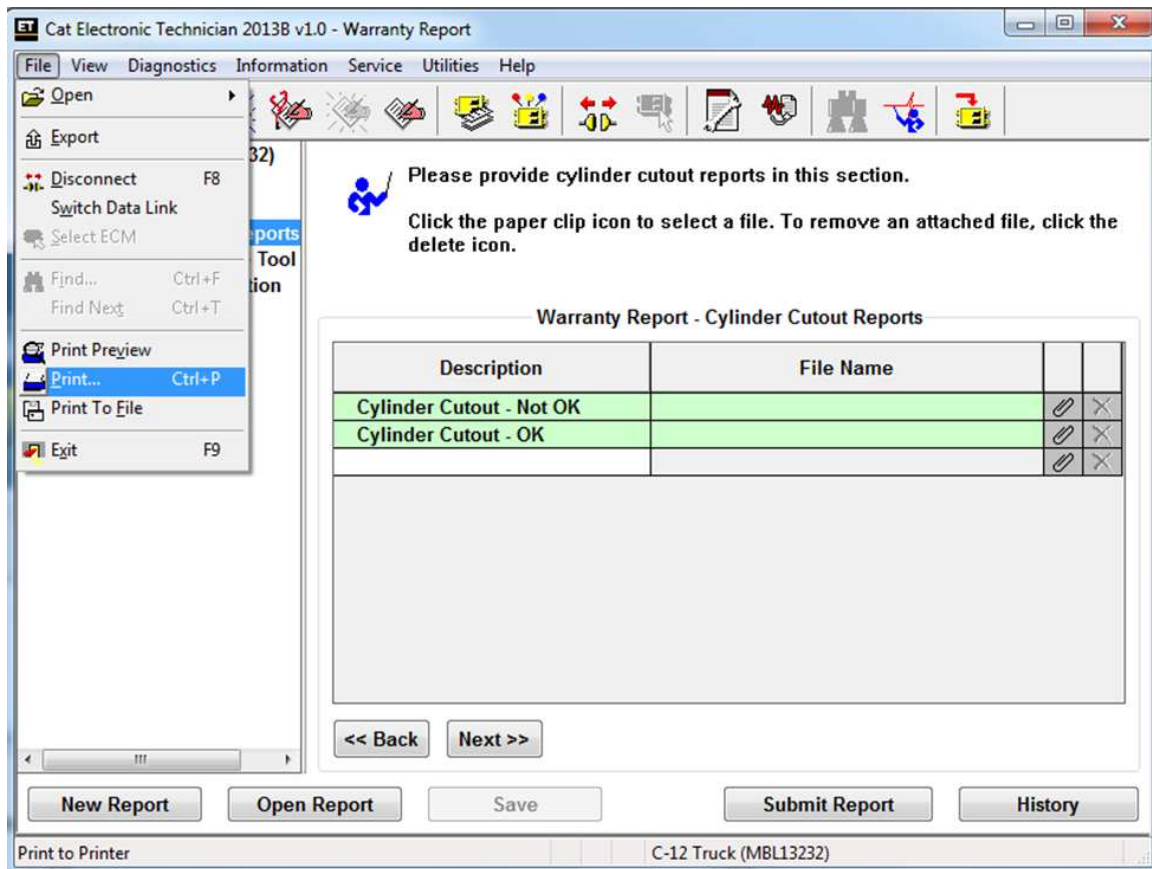 ET Cat Electronic Technician 2013B v1.0 - Warranty Report
File View Diagnostics Information Service Utilities Help
Open
Export
Disconnect F8
Switch Data Link
Select ECM
Find... Ctrl+F
Find Next Ctrl+T
Print Preview
Print... Ctrl+P
Print To File
Exit F9
32)
ports
Tool
tion
Please provide cylinder cutout reports in this section.
Click the paper clip icon to select a file. To remove an attached file, click the
delete icon.
Warranty Report - Cylinder Cutout Reports
Description File Name
Cylinder Cutout - Not OK
Cylinder Cutout - OK
<< Back Next >>
New Report Open Report Save Submit Report History
Print to Printer C-12 Truck (MBL13232)